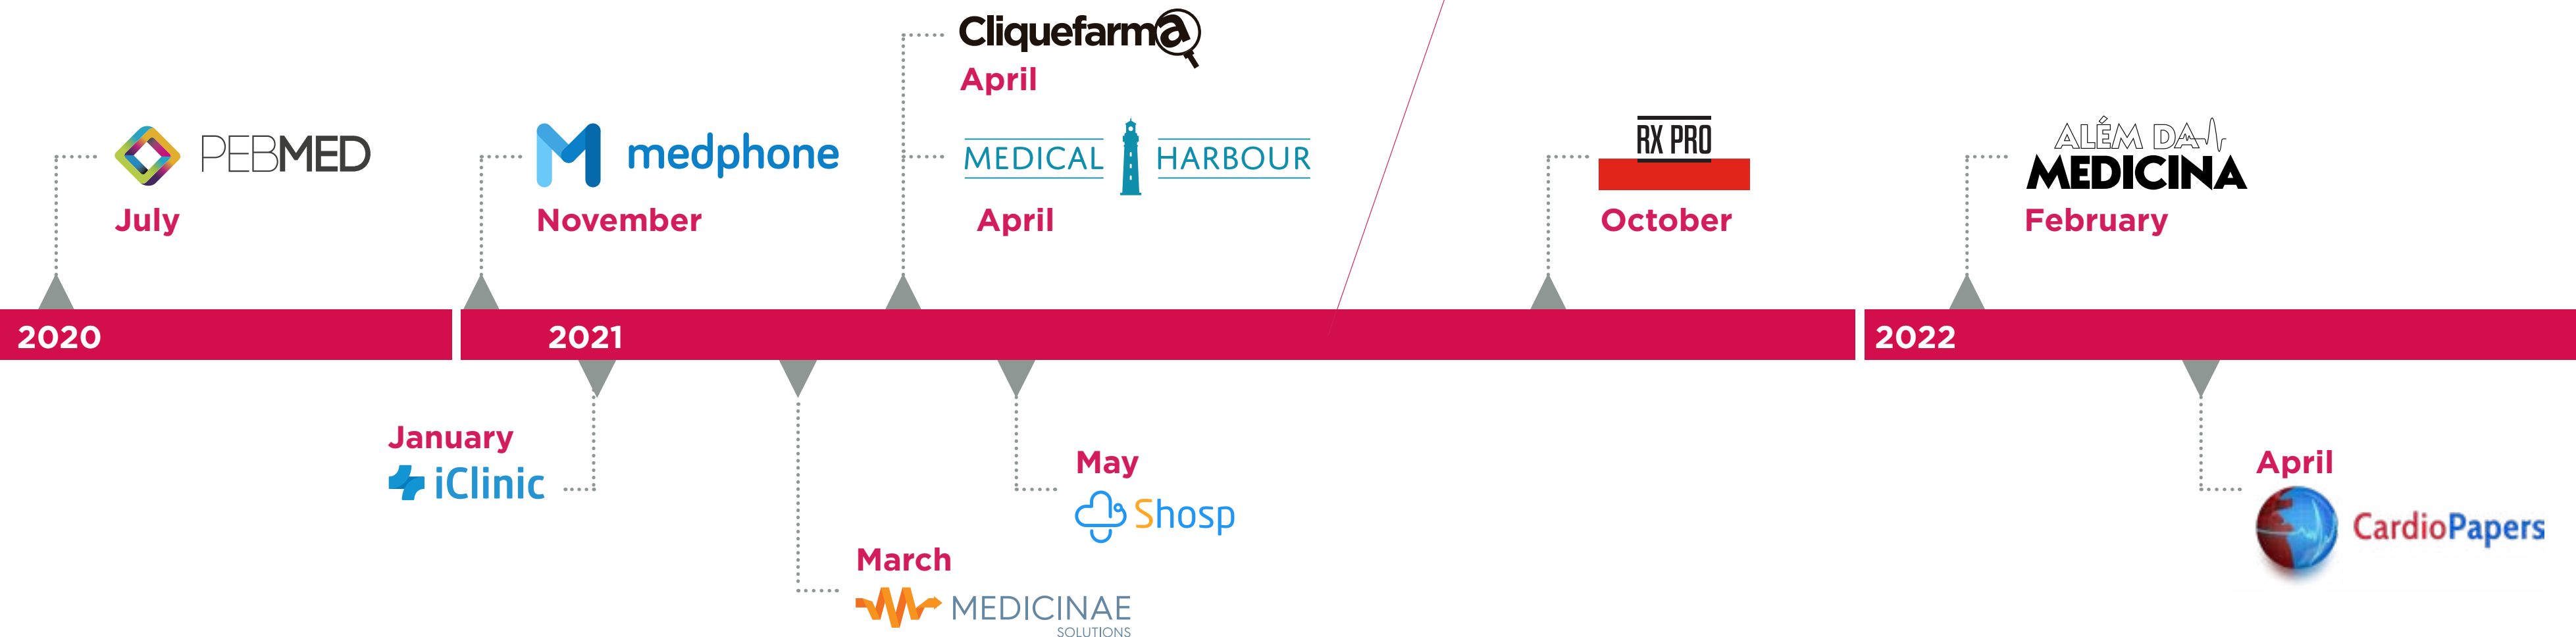 Cliquefarma
April
PEBMED
July
medphone
November
MEDICAL HARBOUR
April
RX PRO
October
ALÉM DA
MEDICINA
February
2020
2021
2022
January
iClinic
March
MEDICINAE
SOLUTIONS
May
Shosp
April
CardioPapers